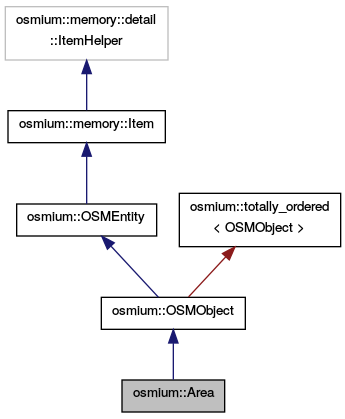 osmium::memory::detail
::ItemHelper
osmium::memory::Item
osmium::OSMEntity
osmium::totally_ordered
< OSMObject >
osmium::OSMObject
osmium::Area